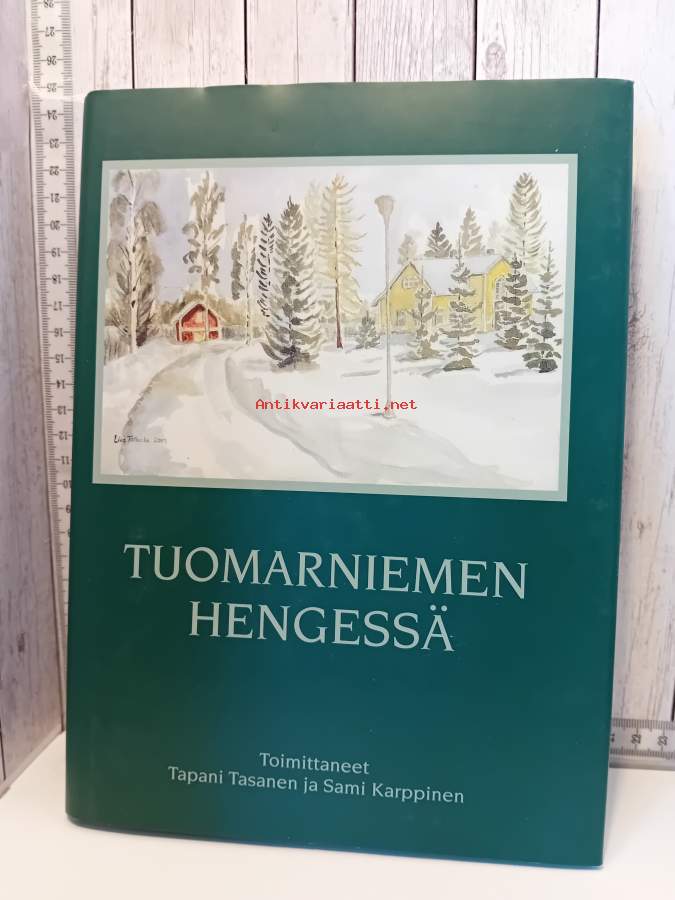 Antikvariaatti.net
TUOMARNIEMEN
HENGESSÄ
Toimittaneet
Tapani Tasanen ja Sami Karppinen